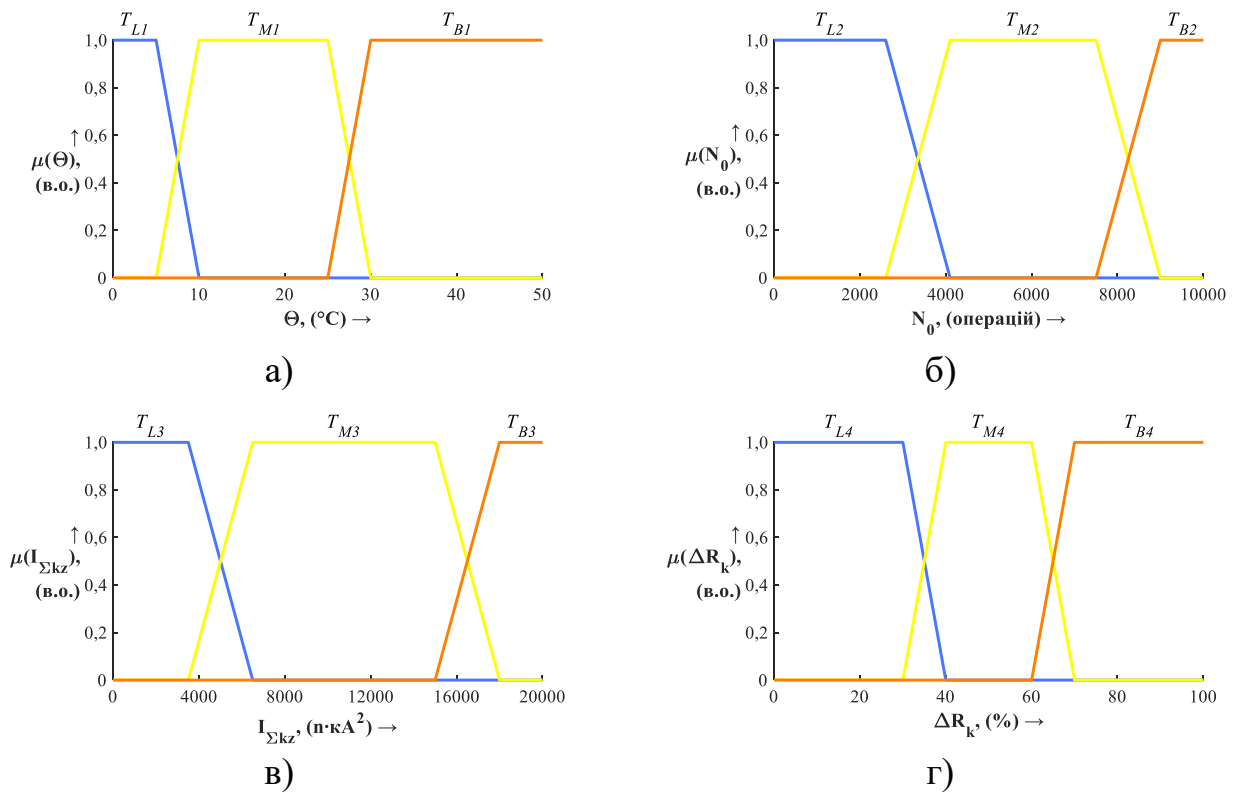 T_L1 T_M1 T_B1
1,0
0,8
0,6
0,4
0,2
0
↑
μ(Θ),
(в.о.)
0 10 20 30 40 50
Θ, (°C) →
а)
T_L2 T_M2 T_B2
1,0
0,8
0,6
0,4
0,2
0
↑
μ(N_0),
(в.о.)
0 2000 4000 6000 8000 10000
N_0, (операцій) →
б)
T_L3 T_M3 T_B3
1,0
0,8
0,6
0,4
0,2
0
↑
μ(I_Σkz),
(в.о.)
0 4000 8000 12000 16000 20000
I_Σkz, (n·кА^2) →
в)
T_L4 T_M4 T_B4
1,0
0,8
0,6
0,4
0,2
0
↑
μ(ΔR_k),
(в.о.)
0 20 40 60 80 100
ΔR_k, (%) →
г)